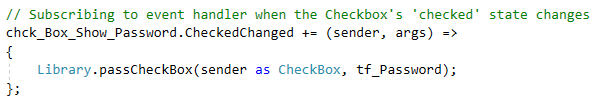 // Subscribing to event handler when the Checkbox's 'checked' state changes
chck_Box_Show_Password.CheckedChanged += (sender, args) =>
{
    Library.passCheckBox(sender as CheckBox, tf_Password);
};